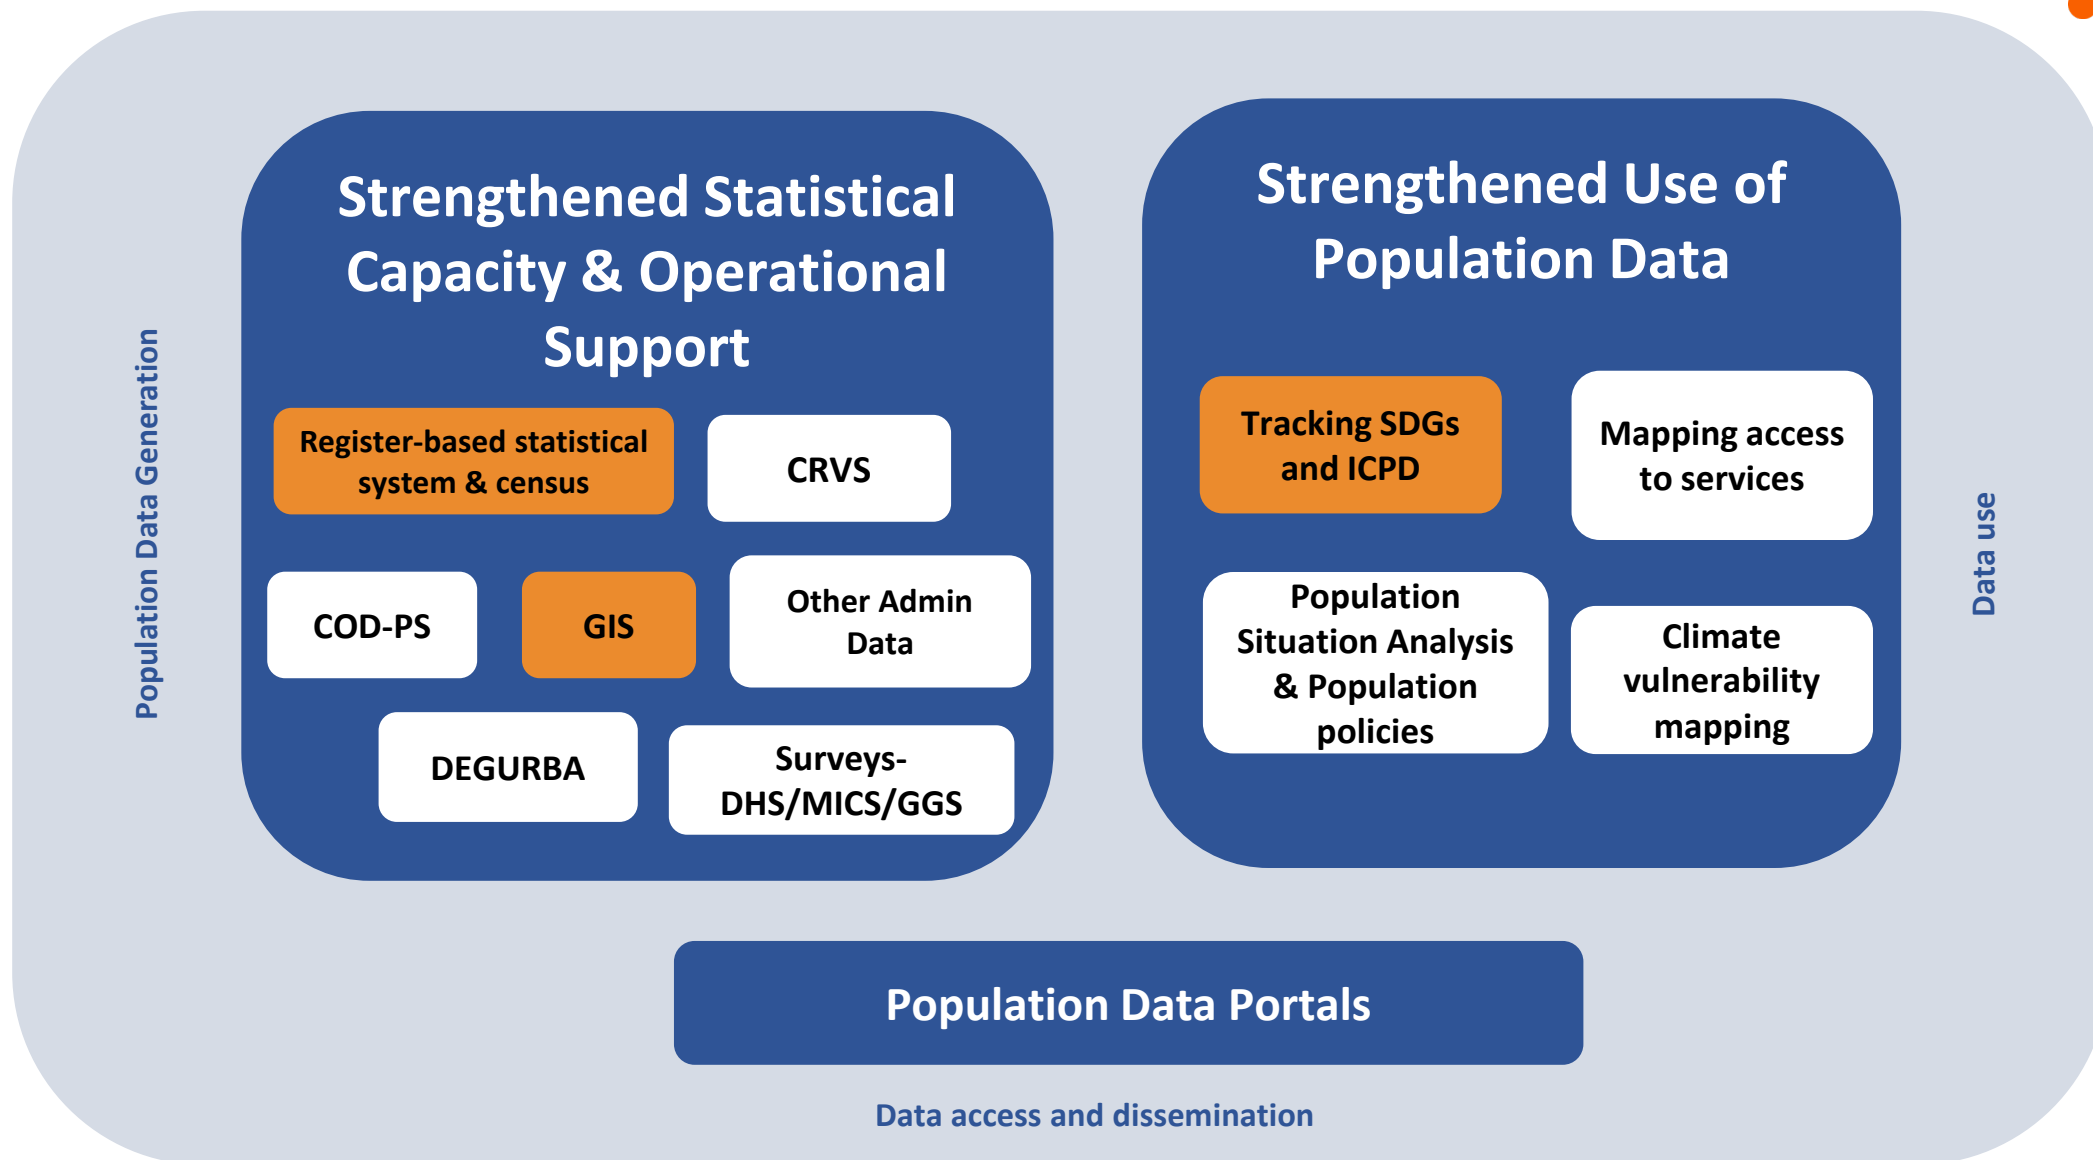 Population Data Generation
Strengthened Statistical
Capacity & Operational
Support
Register-based statistical
system & census
CRVS
COD-PS
GIS
Other Admin
Data
DEGURBA
Surveys-
DHS/MICS/GGS
Strengthened Use of
Population Data
Tracking SDGs
and ICPD
Mapping access
to services
Population
Situation Analysis
& Population
policies
Climate
vulnerability
mapping
Data use
Population Data Portals
Data access and dissemination